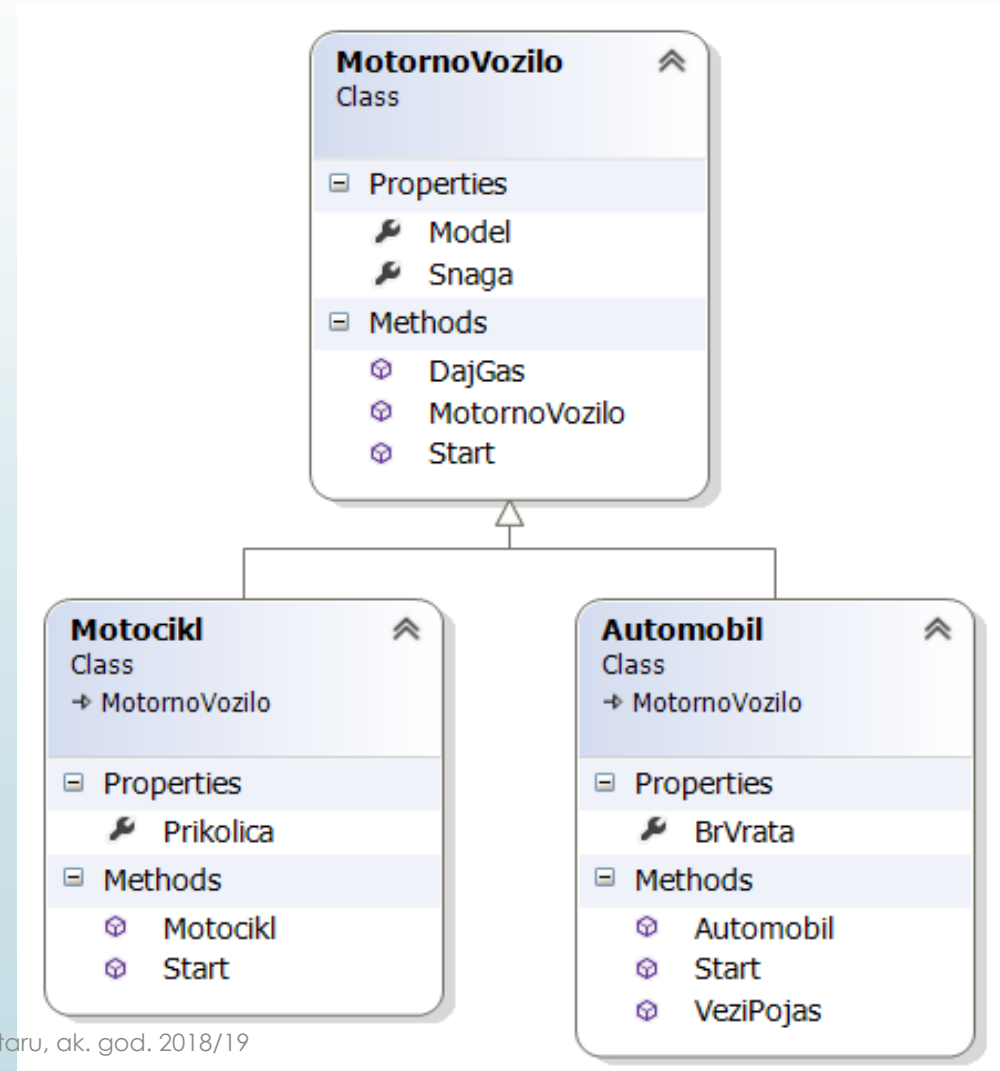 MotornoVozilo
Class
Properties
Model
Snaga
Methods
DajGas
MotornoVozilo
Start
Motocikl
Class
MotornoVozilo
Properties
Prikolica
Methods
Motocikl
Start
Automobil
Class
MotornoVozilo
Properties
BrVrata
Methods
Automobil
Start
VeziPojas
ak. god. 2018/19